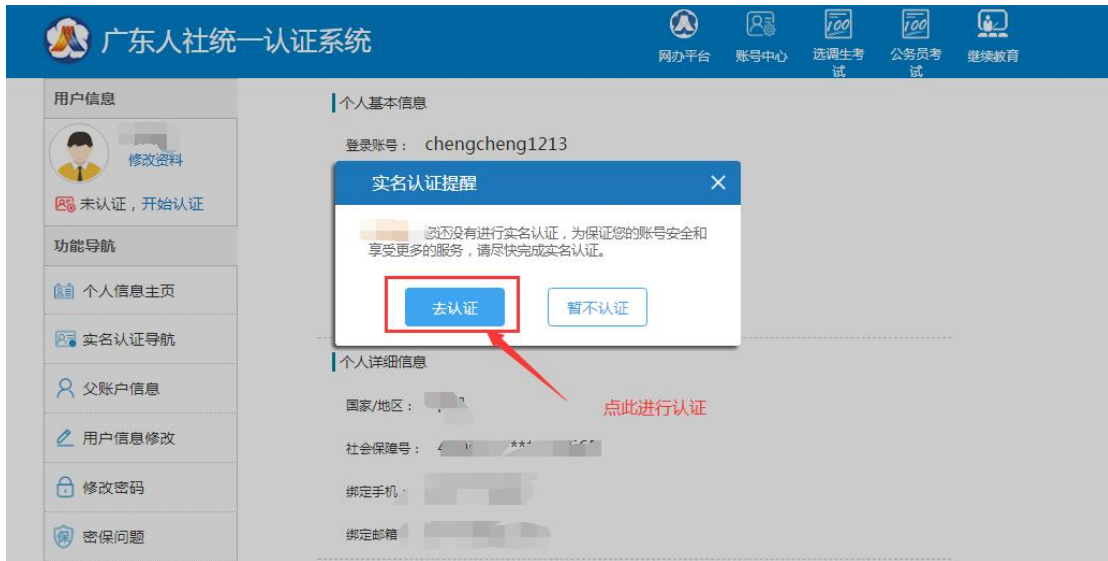 广东人社统一认证系统
网办平台
账号中心
选调生考
试
公务员考
试
继续教育
用户信息
修改资料
未认证，开始认证
功能导航
个人信息主页
实名认证导航
父账户信息
用户信息修改
修改密码
密保问题
个人基本信息
登录账号： chengcheng1213
实名认证提醒
您还没有进行实名认证，为保证您的账号安全和
享受更多的服务，请尽快完成实名认证。
去认证
暂不认证
点此进行认证
个人详细信息
国家/地区：
社会保障号：
绑定手机
绑定邮箱